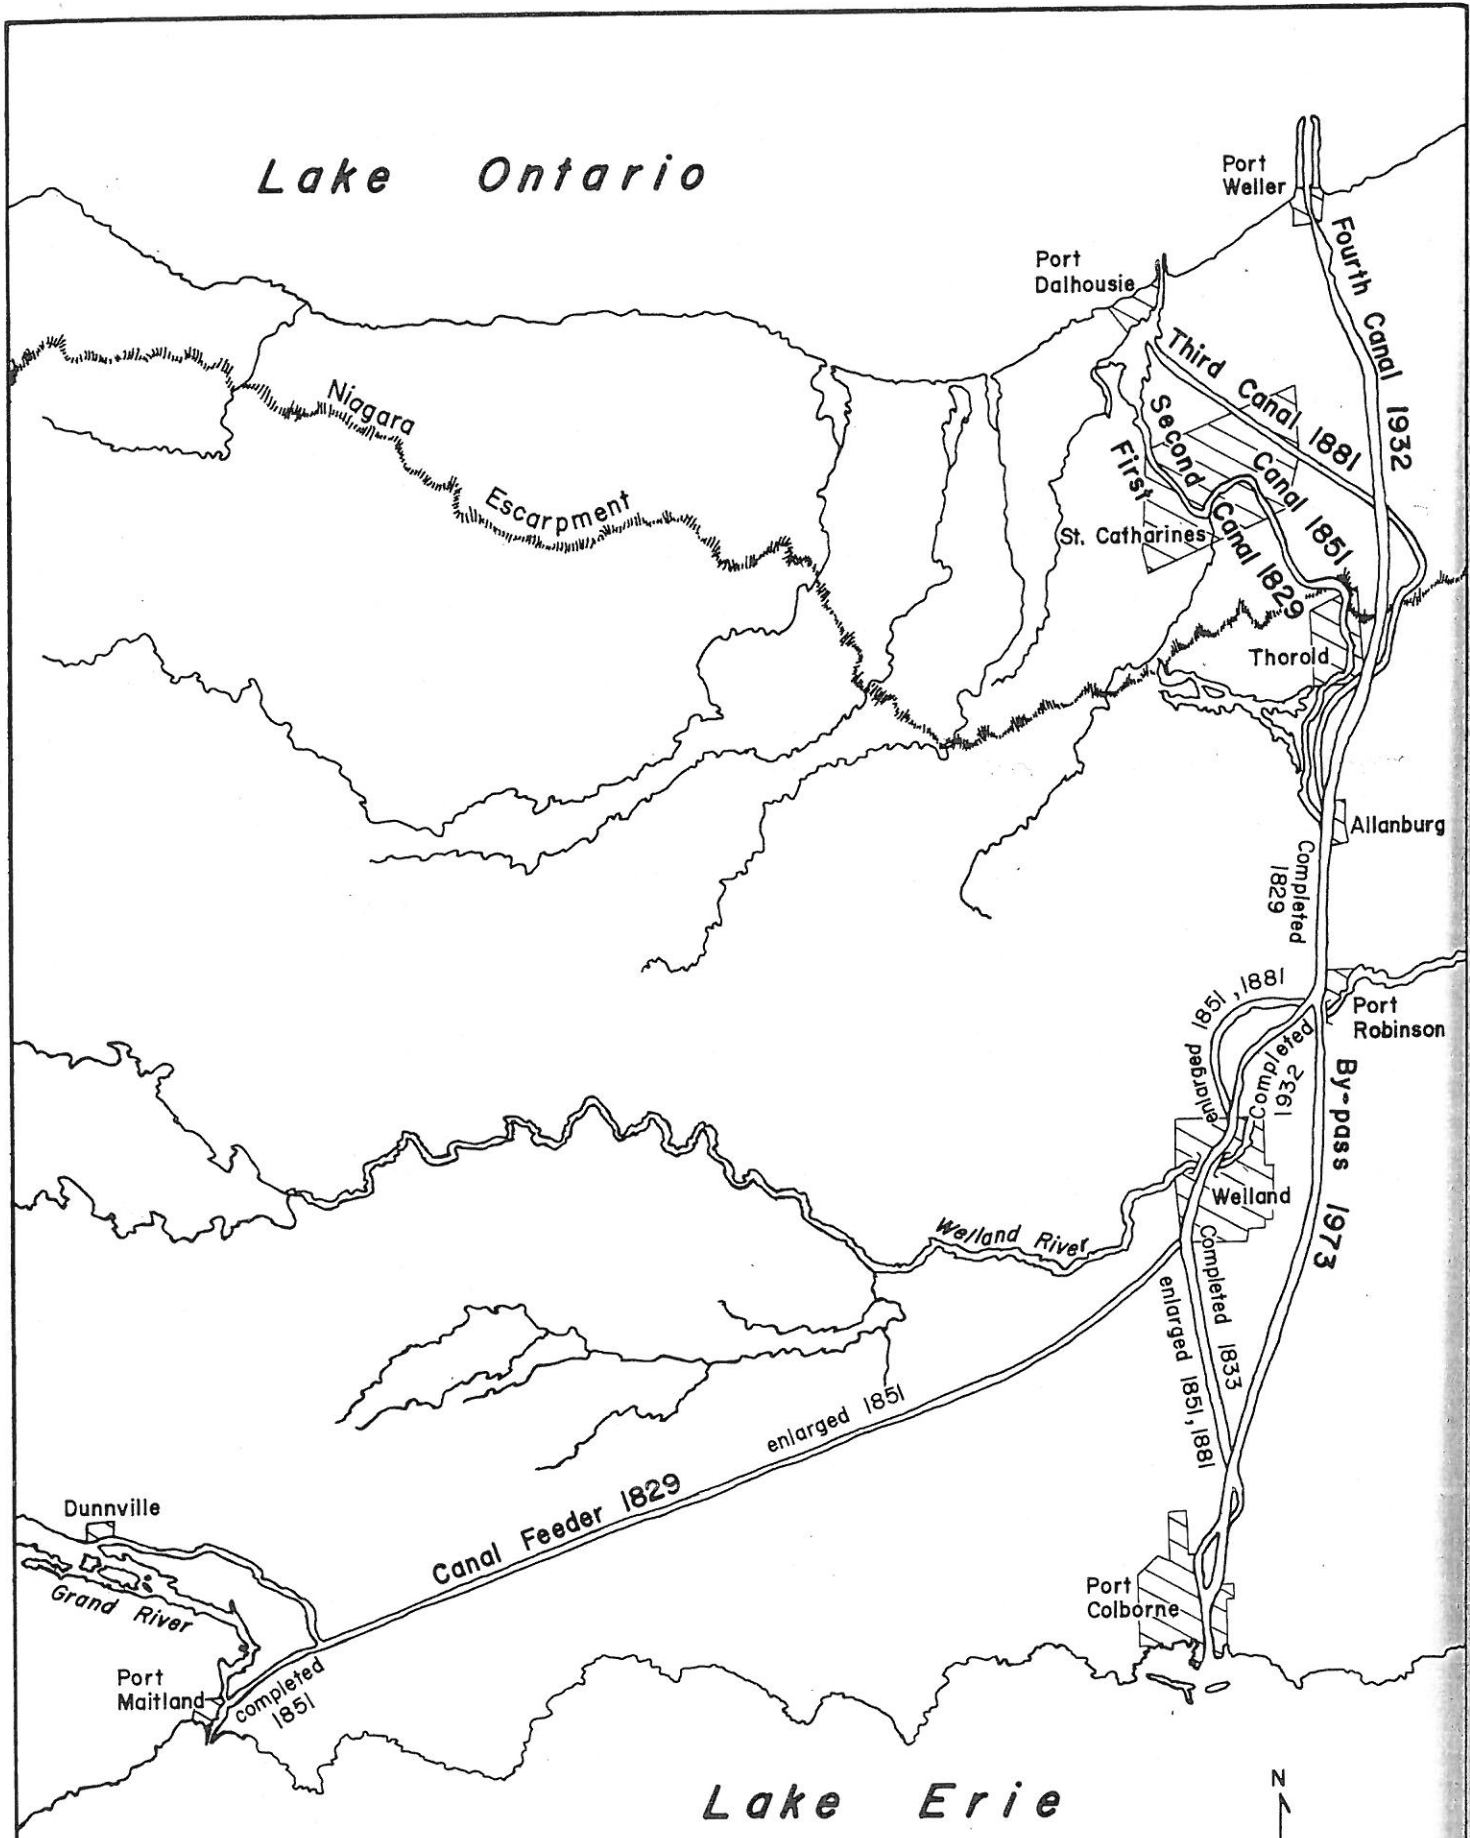 Lake Ontario
Port
Weller
Port
Dalhousie
Fourth Canal 1932
Third Canal 1881
Niagara
Escarpment
Second Canal 1851
First Canal 1829
St. Catharines
Thorold
Allanburg
Completed
1829
enlarged 1851, 1881
Port
Robinson
Completed
1932
By-pass 1973
Welland
Welland River
Completed 1833
enlarged 1851, 1881
enlarged 1851
Canal Feeder 1829
Dunnville
Grand River
Port
Colborne
Port
Maitland
completed
1851
Lake Erie
N